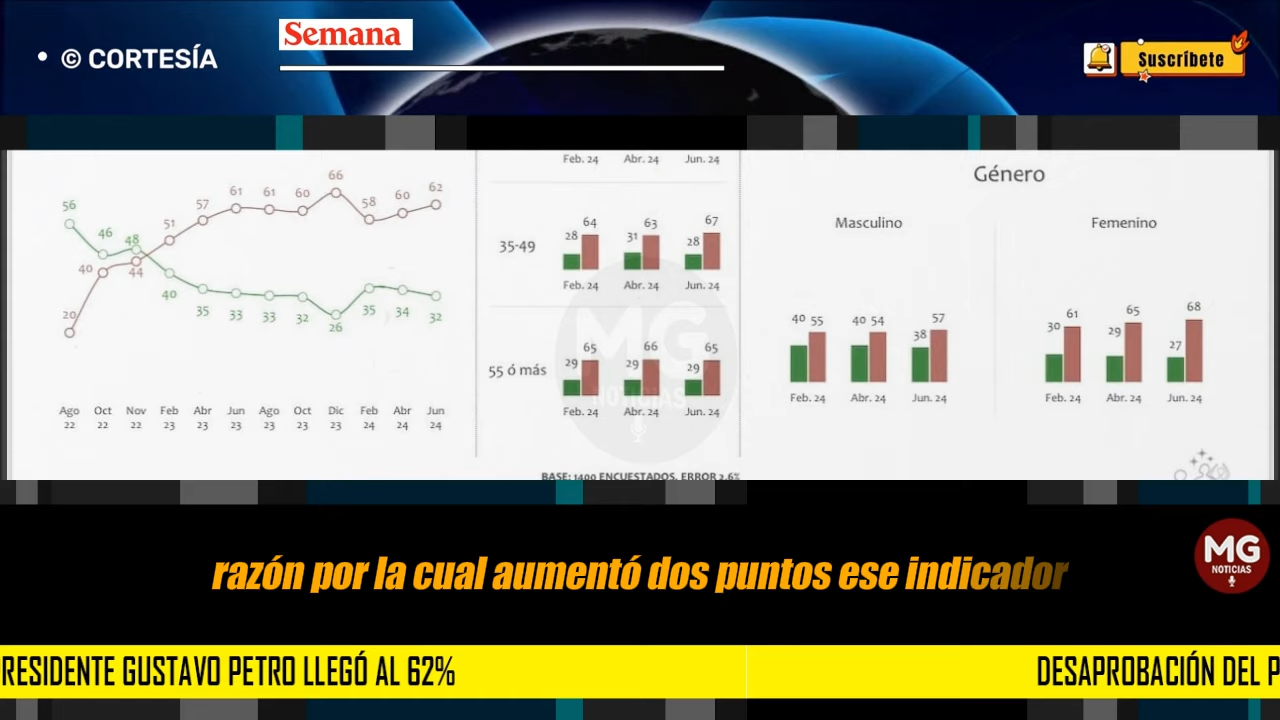 © CORTESÍA
Semana
Suscríbete
56
46
48
40
44
20
51
57
61
61
60
66
58
60
62
40
35
33
33
32
26
35
34
32
Ago Oct Nov Feb Abr Jun Ago Oct Dic Feb Abr Jun
22 22 22 23 23 23 23 23 23 24 24 24
Feb. 24 Abr. 24 Jun. 24
35-49
28 64 31 63 28 67
Feb. 24 Abr. 24 Jun. 24
55 ó más
29 65 29 66 29 65
Feb. 24 Abr. 24 Jun. 24
BASE: 1400 ENCUESTADOS. ERROR 2.6%
MG
NOTICIAS
Género
Masculino Femenino
40 55 40 54 38 57
Feb. 24 Abr. 24 Jun. 24
30 61 29 65 27 68
Feb. 24 Abr. 24 Jun. 24
razón por la cual aumentó dos puntos ese indicador
MG
NOTICIAS
RESIDENTE GUSTAVO PETRO LLEGÓ AL 62% DESAPROBACIÓN DEL P